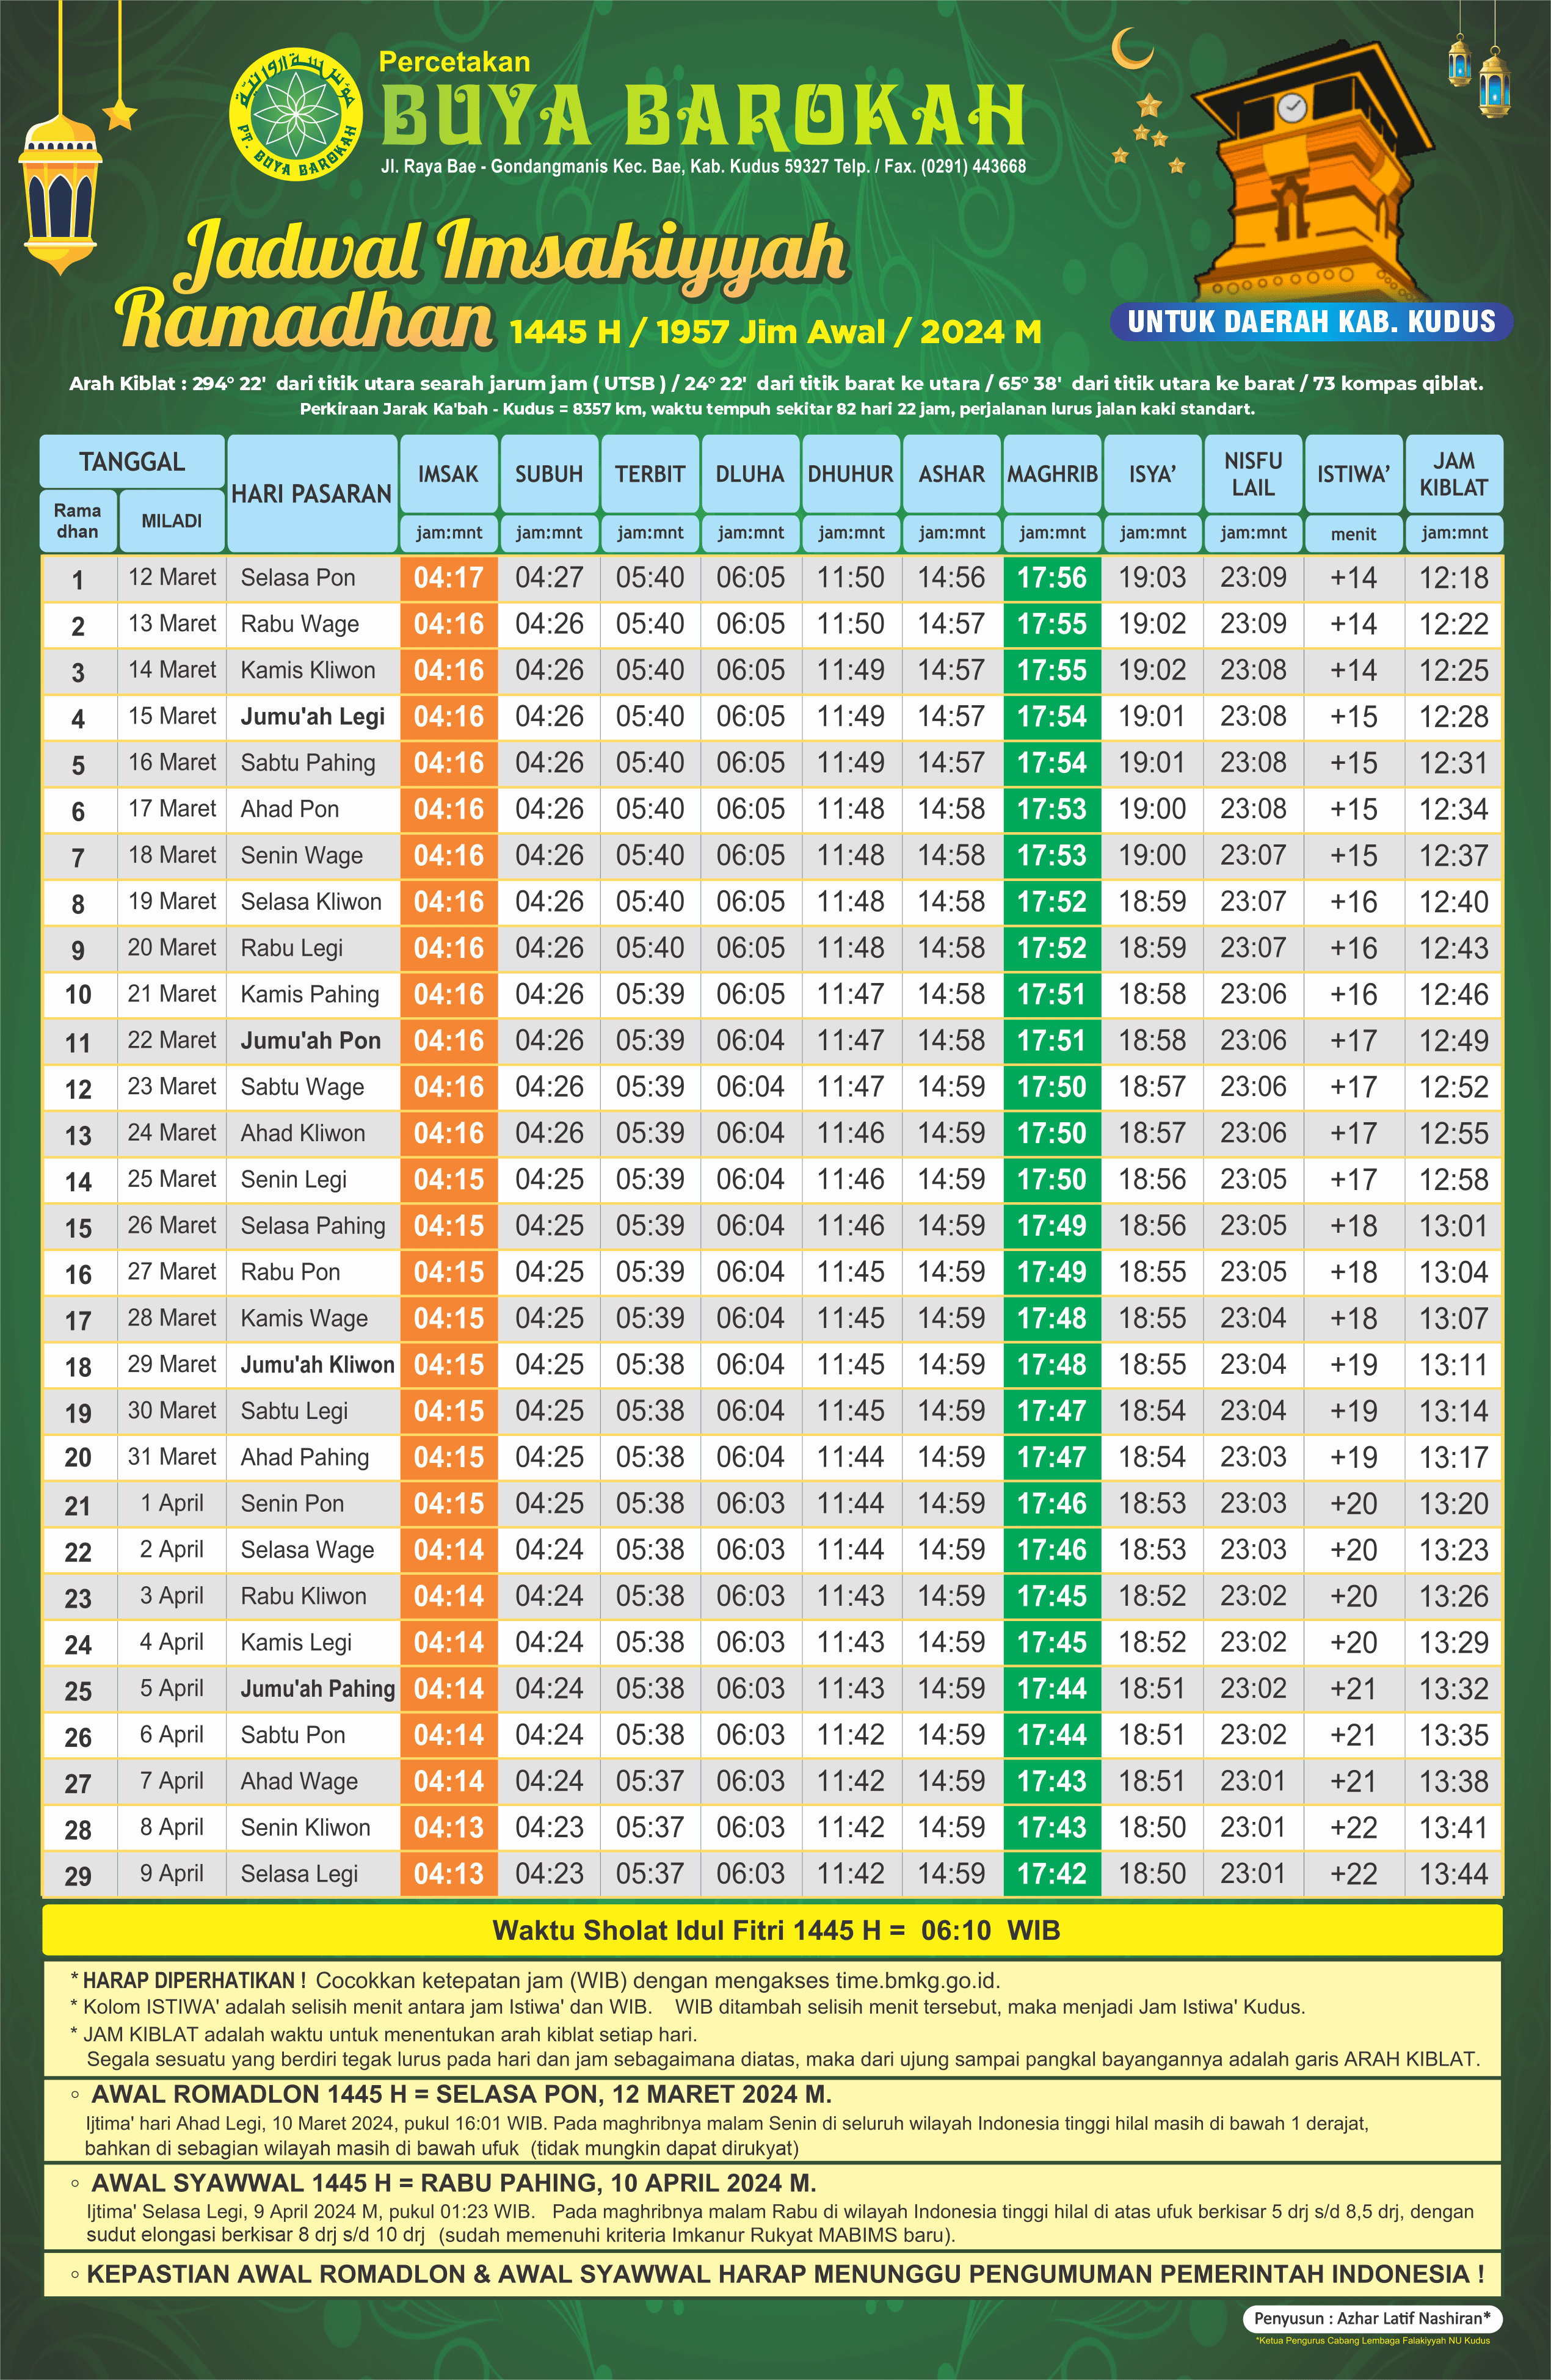 مؤسسة اروانية
PT. BUYA BAROKAH
Percetakan
BUYA BAROKAH
Jl. Raya Bae - Gondangmanis Kec. Bae, Kab. Kudus 59327 Telp. / Fax. (0291) 443668
Jadwal Imsakiyyah
Ramadhan 1445 H / 1957 Jim Awal / 2024 M
UNTUK DAERAH KAB. KUDUS
Arah Kiblat : 294° 22' dari titik utara searah jarum jam ( UTSB ) / 24° 22' dari titik barat ke utara / 65° 38' dari titik utara ke barat / 73 kompas qiblat.
Perkiraan Jarak Ka'bah - Kudus = 8357 km, waktu tempuh sekitar 82 hari 22 jam, perjalanan lurus jalan kaki standart.
TANGGAL HARI PASARAN IMSAK SUBUH TERBIT DLUHA DHUHUR ASHAR MAGHRIB ISYA’ NISFU LAIL ISTIWA’ JAM KIBLAT
Rama dhan MILADI jam:mnt jam:mnt jam:mnt jam:mnt jam:mnt jam:mnt jam:mnt jam:mnt jam:mnt menit jam:mnt
1 12 Maret Selasa Pon 04:17 04:27 05:40 06:05 11:50 14:56 17:56 19:03 23:09 +14 12:18
2 13 Maret Rabu Wage 04:16 04:26 05:40 06:05 11:50 14:57 17:55 19:02 23:09 +14 12:22
3 14 Maret Kamis Kliwon 04:16 04:26 05:40 06:05 11:49 14:57 17:55 19:02 23:08 +14 12:25
4 15 Maret Jumu'ah Legi 04:16 04:26 05:40 06:05 11:49 14:57 17:54 19:01 23:08 +15 12:28
5 16 Maret Sabtu Pahing 04:16 04:26 05:40 06:05 11:49 14:57 17:54 19:01 23:08 +15 12:31
6 17 Maret Ahad Pon 04:16 04:26 05:40 06:05 11:48 14:58 17:53 19:00 23:08 +15 12:34
7 18 Maret Senin Wage 04:16 04:26 05:40 06:05 11:48 14:58 17:53 19:00 23:07 +15 12:37
8 19 Maret Selasa Kliwon 04:16 04:26 05:40 06:05 11:48 14:58 17:52 18:59 23:07 +16 12:40
9 20 Maret Rabu Legi 04:16 04:26 05:40 06:05 11:48 14:58 17:52 18:59 23:07 +16 12:43
10 21 Maret Kamis Pahing 04:16 04:26 05:39 06:05 11:47 14:58 17:51 18:58 23:06 +16 12:46
11 22 Maret Jumu'ah Pon 04:16 04:26 05:39 06:04 11:47 14:58 17:51 18:58 23:06 +17 12:49
12 23 Maret Sabtu Wage 04:16 04:26 05:39 06:04 11:47 14:59 17:50 18:57 23:06 +17 12:52
13 24 Maret Ahad Kliwon 04:16 04:26 05:39 06:04 11:46 14:59 17:50 18:57 23:06 +17 12:55
14 25 Maret Senin Legi 04:15 04:25 05:39 06:04 11:46 14:59 17:50 18:56 23:05 +17 12:58
15 26 Maret Selasa Pahing 04:15 04:25 05:39 06:04 11:46 14:59 17:49 18:56 23:05 +18 13:01
16 27 Maret Rabu Pon 04:15 04:25 05:39 06:04 11:45 14:59 17:49 18:55 23:05 +18 13:04
17 28 Maret Kamis Wage 04:15 04:25 05:39 06:04 11:45 14:59 17:48 18:55 23:04 +18 13:07
18 29 Maret Jumu'ah Kliwon 04:15 04:25 05:38 06:04 11:45 14:59 17:48 18:55 23:04 +19 13:11
19 30 Maret Sabtu Legi 04:15 04:25 05:38 06:04 11:45 14:59 17:47 18:54 23:04 +19 13:14
20 31 Maret Ahad Pahing 04:15 04:25 05:38 06:04 11:44 14:59 17:47 18:54 23:03 +19 13:17
21 1 April Senin Pon 04:15 04:25 05:38 06:03 11:44 14:59 17:46 18:53 23:03 +20 13:20
22 2 April Selasa Wage 04:14 04:24 05:38 06:03 11:44 14:59 17:46 18:53 23:03 +20 13:23
23 3 April Rabu Kliwon 04:14 04:24 05:38 06:03 11:43 14:59 17:45 18:52 23:02 +20 13:26
24 4 April Kamis Legi 04:14 04:24 05:38 06:03 11:43 14:59 17:45 18:52 23:02 +20 13:29
25 5 April Jumu'ah Pahing 04:14 04:24 05:38 06:03 11:43 14:59 17:44 18:51 23:02 +21 13:32
26 6 April Sabtu Pon 04:14 04:24 05:38 06:03 11:42 14:59 17:44 18:51 23:02 +21 13:35
27 7 April Ahad Wage 04:14 04:24 05:37 06:03 11:42 14:59 17:43 18:51 23:01 +21 13:38
28 8 April Senin Kliwon 04:13 04:23 05:37 06:03 11:42 14:59 17:43 18:50 23:01 +22 13:41
29 9 April Selasa Legi 04:13 04:23 05:37 06:03 11:42 14:59 17:42 18:50 23:01 +22 13:44
Waktu Sholat Idul Fitri 1445 H = 06:10 WIB
* HARAP DIPERHATIKAN ! Cocokkan ketepatan jam (WIB) dengan mengakses time.bmkg.go.id.
* Kolom ISTIWA' adalah selisih menit antara jam Istiwa' dan WIB. WIB ditambah selisih menit tersebut, maka menjadi Jam Istiwa' Kudus.
* JAM KIBLAT adalah waktu untuk menentukan arah kiblat setiap hari.
Segala sesuatu yang berdiri tegak lurus pada hari dan jam sebagaimana diatas, maka dari ujung sampai pangkal bayangannya adalah garis ARAH KIBLAT.
◦ AWAL ROMADLON 1445 H = SELASA PON, 12 MARET 2024 M.
Ijtima' hari Ahad Legi, 10 Maret 2024, pukul 16:01 WIB. Pada maghribnya malam Senin di seluruh wilayah Indonesia tinggi hilal masih di bawah 1 derajat,
bahkan di sebagian wilayah masih di bawah ufuk (tidak mungkin dapat dirukyat)
◦ AWAL SYAWWAL 1445 H = RABU PAHING, 10 APRIL 2024 M.
Ijtima' Selasa Legi, 9 April 2024 M, pukul 01:23 WIB. Pada maghribnya malam Rabu di wilayah Indonesia tinggi hilal di atas ufuk berkisar 5 drj s/d 8,5 drj, dengan
sudut elongasi berkisar 8 drj s/d 10 drj (sudah memenuhi kriteria Imkanur Rukyat MABIMS baru).
◦ KEPASTIAN AWAL ROMADLON & AWAL SYAWWAL HARAP MENUNGGU PENGUMUMAN PEMERINTAH INDONESIA !
Penyusun : Azhar Latif Nashiran*
*Ketua Pengurus Cabang Lembaga Falakiyyah NU Kudus